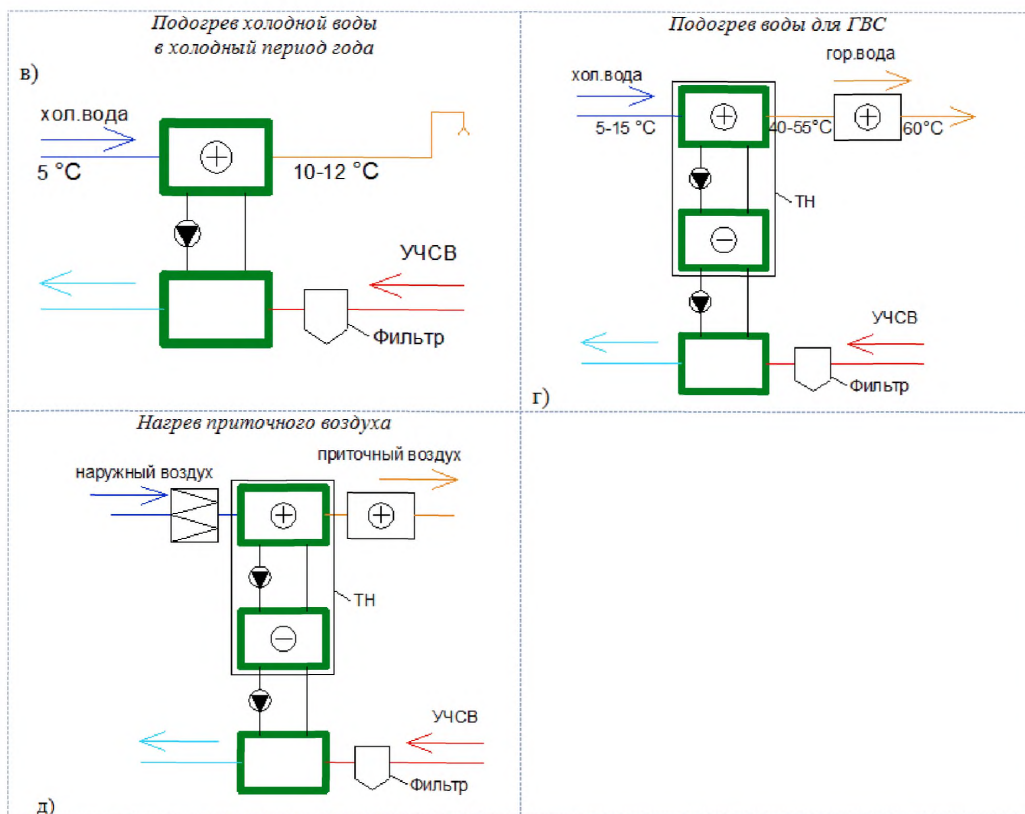 Подогрев холодной воды
в холодный период года
в)
хол.вода
5 °C
10-12 °C
УЧСВ
Фильтр
Подогрев воды для ГВС
гор.вода
хол.вода
5-15 °C
40-55°C
60°C
ТН
УЧСВ
Фильтр
г)
Нагрев приточного воздуха
приточный воздух
наружный воздух
ТН
УЧСВ
Фильтр
д)